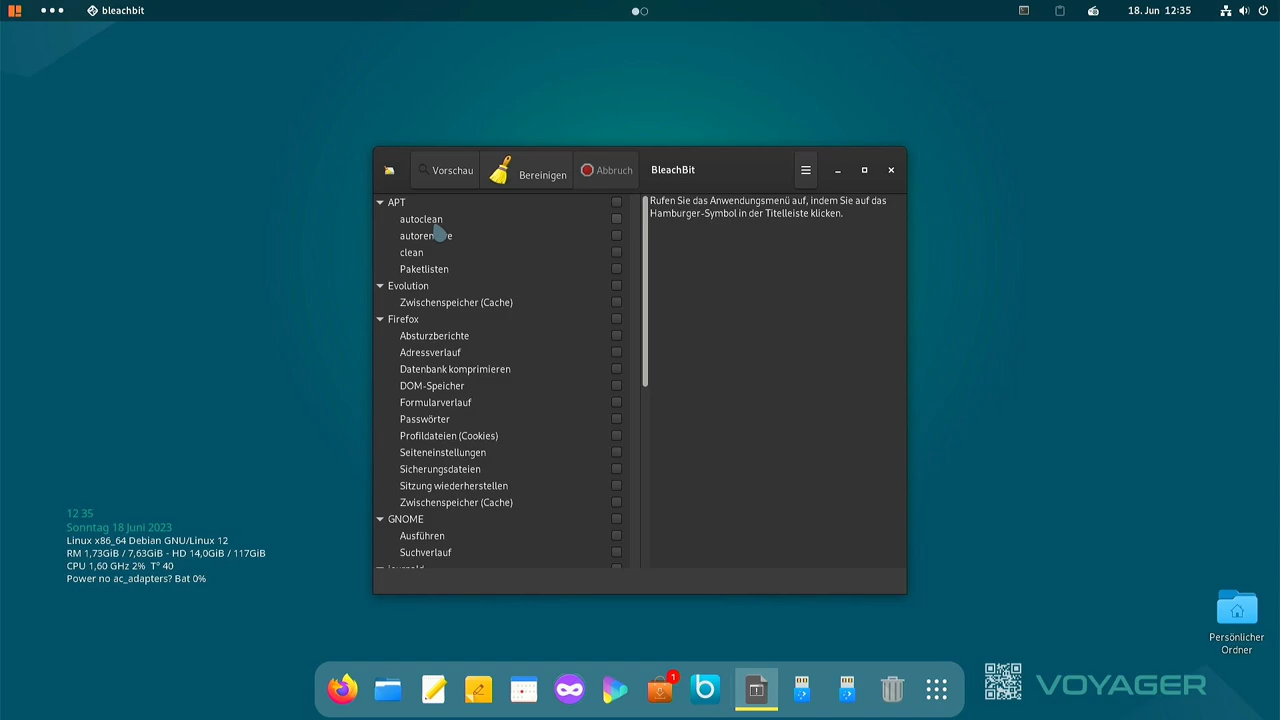 bleachbit
18. Jun 12:35
Vorschau
Bereinigen
Abbruch
BleachBit
APT
autoclean
clean
Paketlisten
Evolution
Zwischenspeicher (Cache)
Firefox
Absturzberichte
Adressverlauf
Datenbank komprimieren
DOM-Speicher
Formularverlauf
Passwörter
Profildateien (Cookies)
Seiteneinstellungen
Sicherungsdateien
Sitzung wiederherstellen
Zwischenspeicher (Cache)
GNOME
Ausführen
Suchverlauf
Rufen Sie das Anwendungsmenü auf, indem Sie auf das
Hamburger-Symbol in der Titelleiste klicken.
12 35
Sonntag 18 Juni 2023
Linux x86_64 Debian GNU/Linux 12
RM 1,73GiB / 7,63GiB - HD 14,0GiB / 117GiB
CPU 1,60 GHz 2% T° 40
Power no ac_adapters? Bat 0%
Persönlicher
Ordner
1
VOYAGER